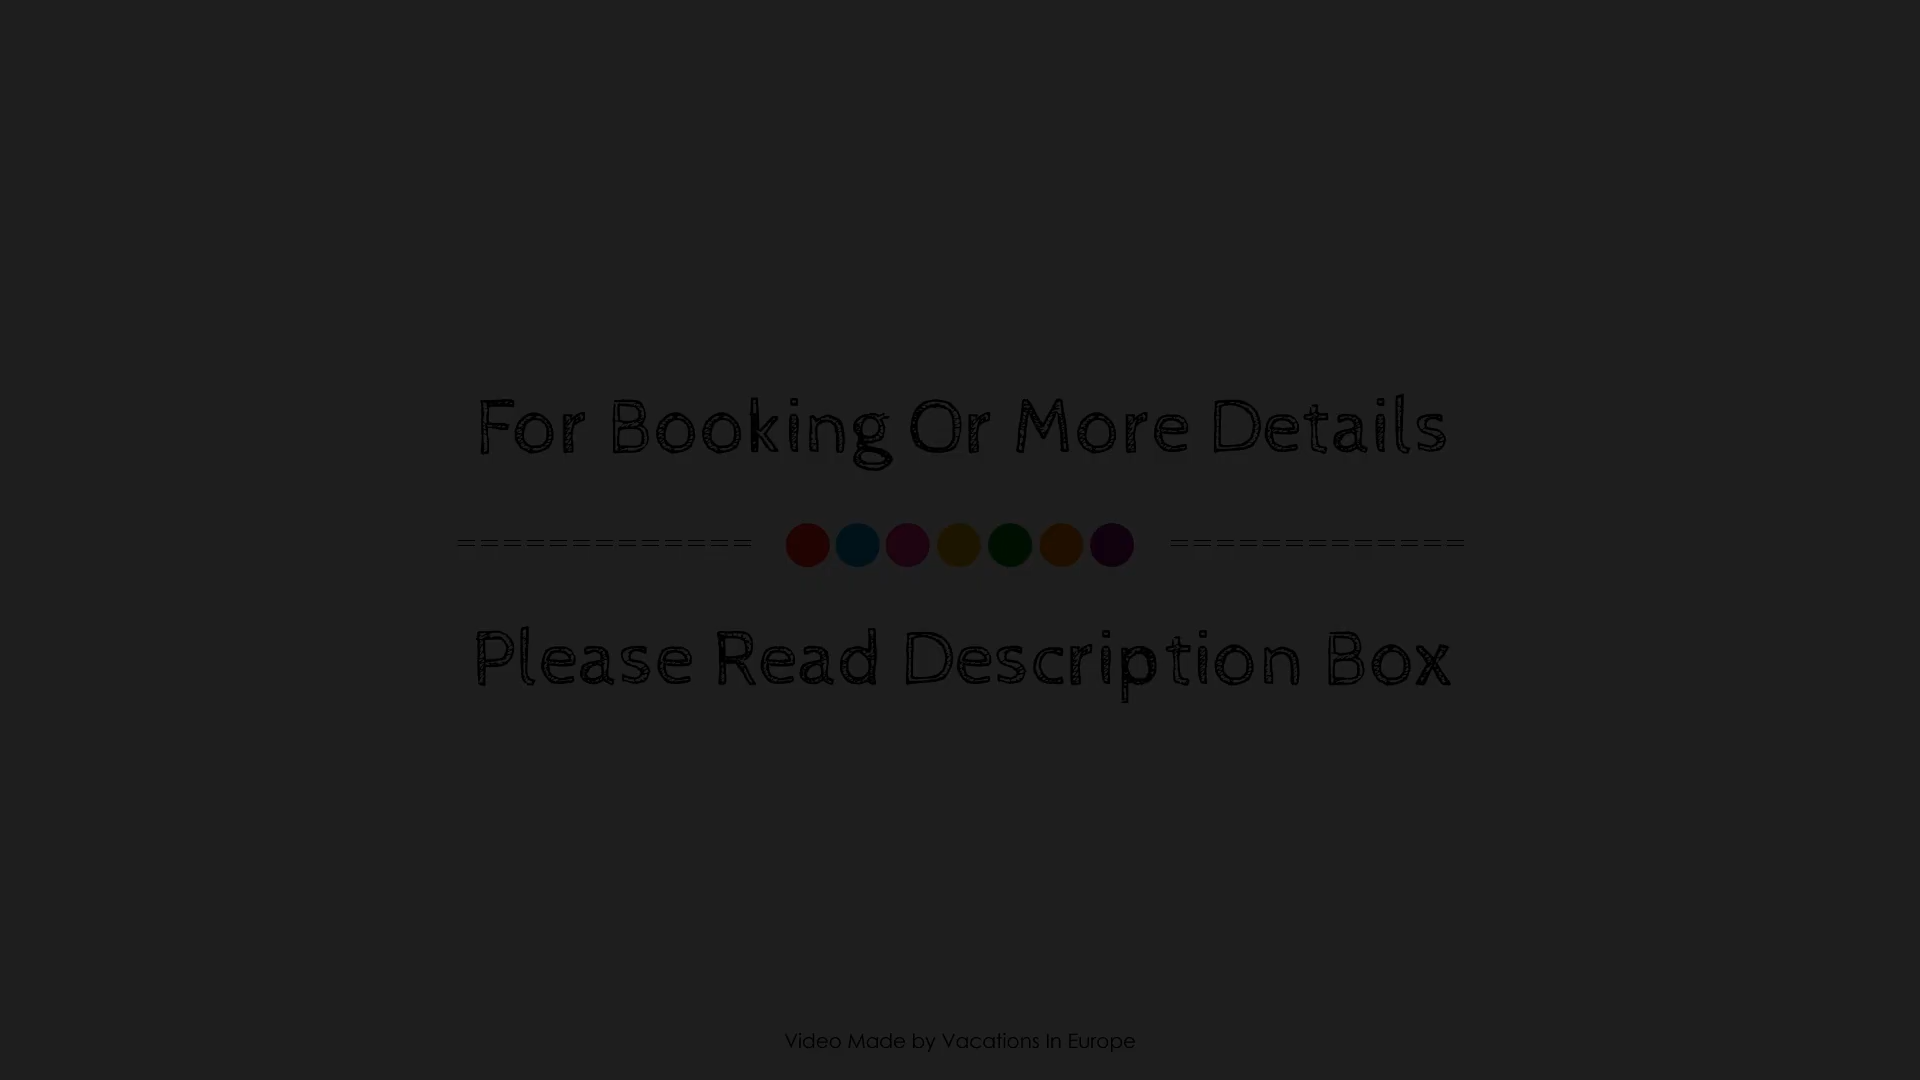 For Booking Or More Details
============= =============
Please Read Description Box
Video Made by Vacations In Europe